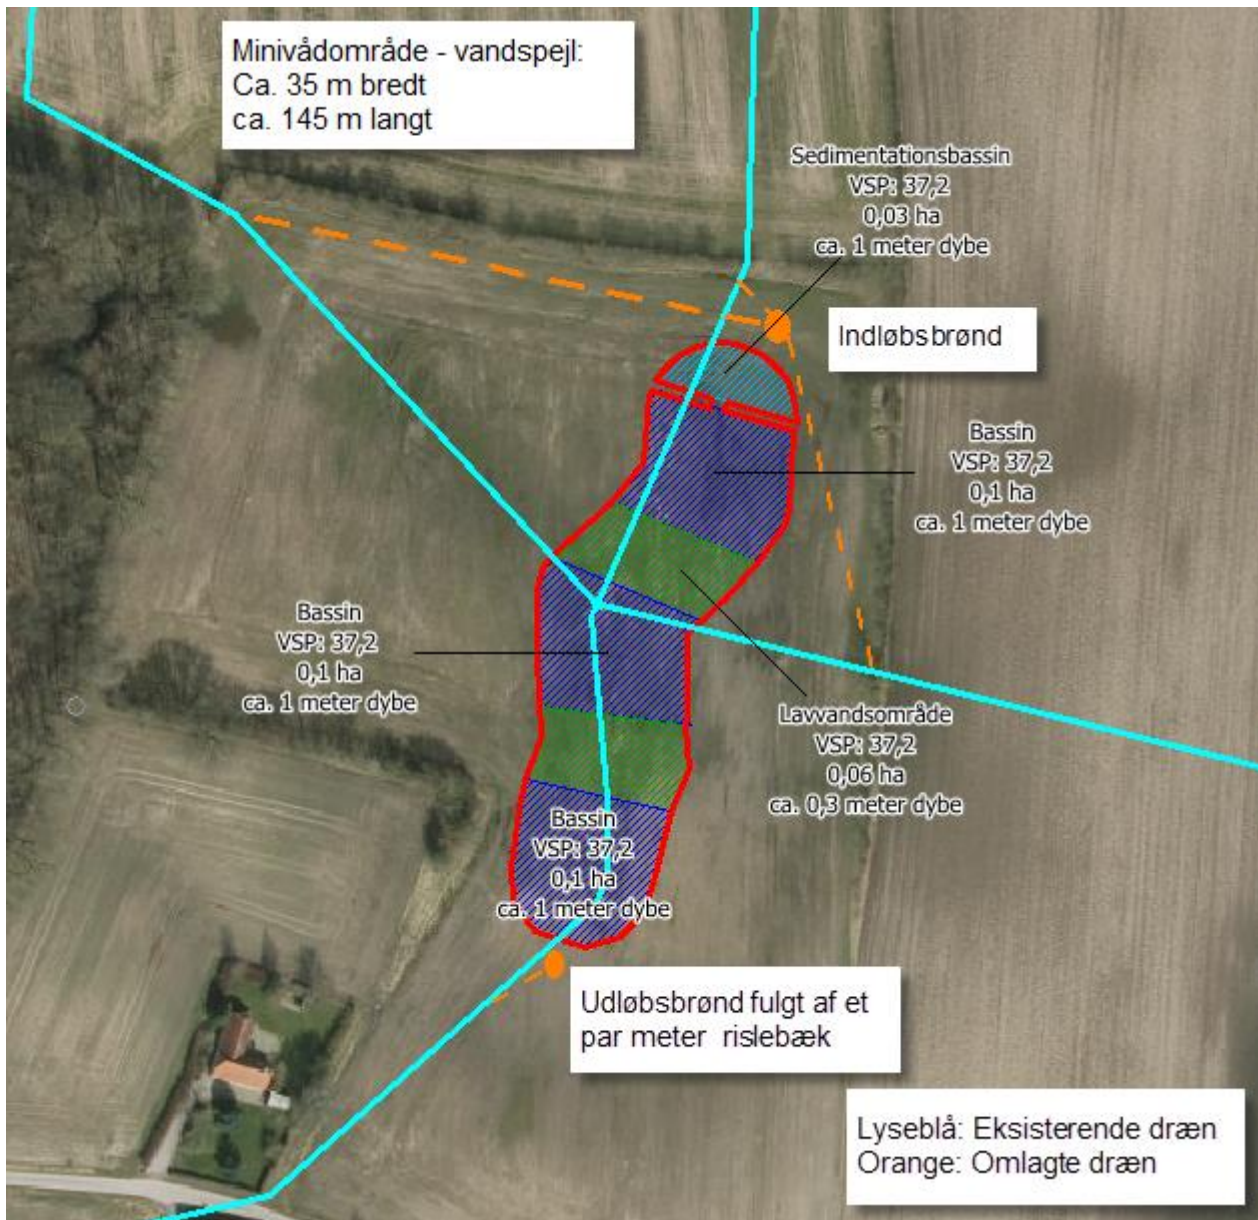 Minivådområde - vandspejl:
Ca. 35 m bredt
ca. 145 m langt
Sedimentationsbassin
VSP: 37,2
0,03 ha
ca. 1 meter dybe
Indløbsbrønd
Bassin
VSP: 37,2
0,1 ha
ca. 1 meter dybe
Bassin
VSP: 37,2
0,1 ha
ca. 1 meter dybe
Lavvandsområde
VSP: 37,2
0,06 ha
ca. 0,3 meter dybe
Bassin
VSP: 37,2
0,1 ha
ca. 1 meter dybe
Udløbsbrønd fulgt af et
par meter rislebæk
Lyseblå: Eksisterende dræn
Orange: Omlagte dræn